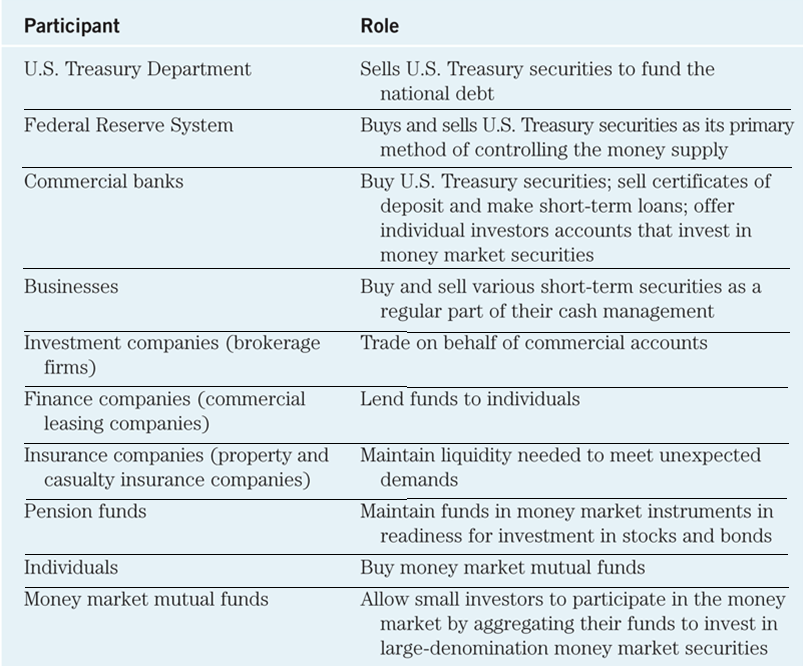 Participant Role
U.S. Treasury Department Sells U.S. Treasury securities to fund the
national debt
Federal Reserve System Buys and sells U.S. Treasury securities as its primary
method of controlling the money supply
Commercial banks Buy U.S. Treasury securities; sell certificates of
deposit and make short-term loans; offer
individual investors accounts that invest in
money market securities
Businesses Buy and sell various short-term securities as a
regular part of their cash management
Investment companies (brokerage Trade on behalf of commercial accounts
firms)
Finance companies (commercial Lend funds to individuals
leasing companies)
Insurance companies (property and Maintain liquidity needed to meet unexpected
casualty insurance companies) demands
Pension funds Maintain funds in money market instruments in
readiness for investment in stocks and bonds
Individuals Buy money market mutual funds
Money market mutual funds Allow small investors to participate in the money
market by aggregating their funds to invest in
large-denomination money market securities